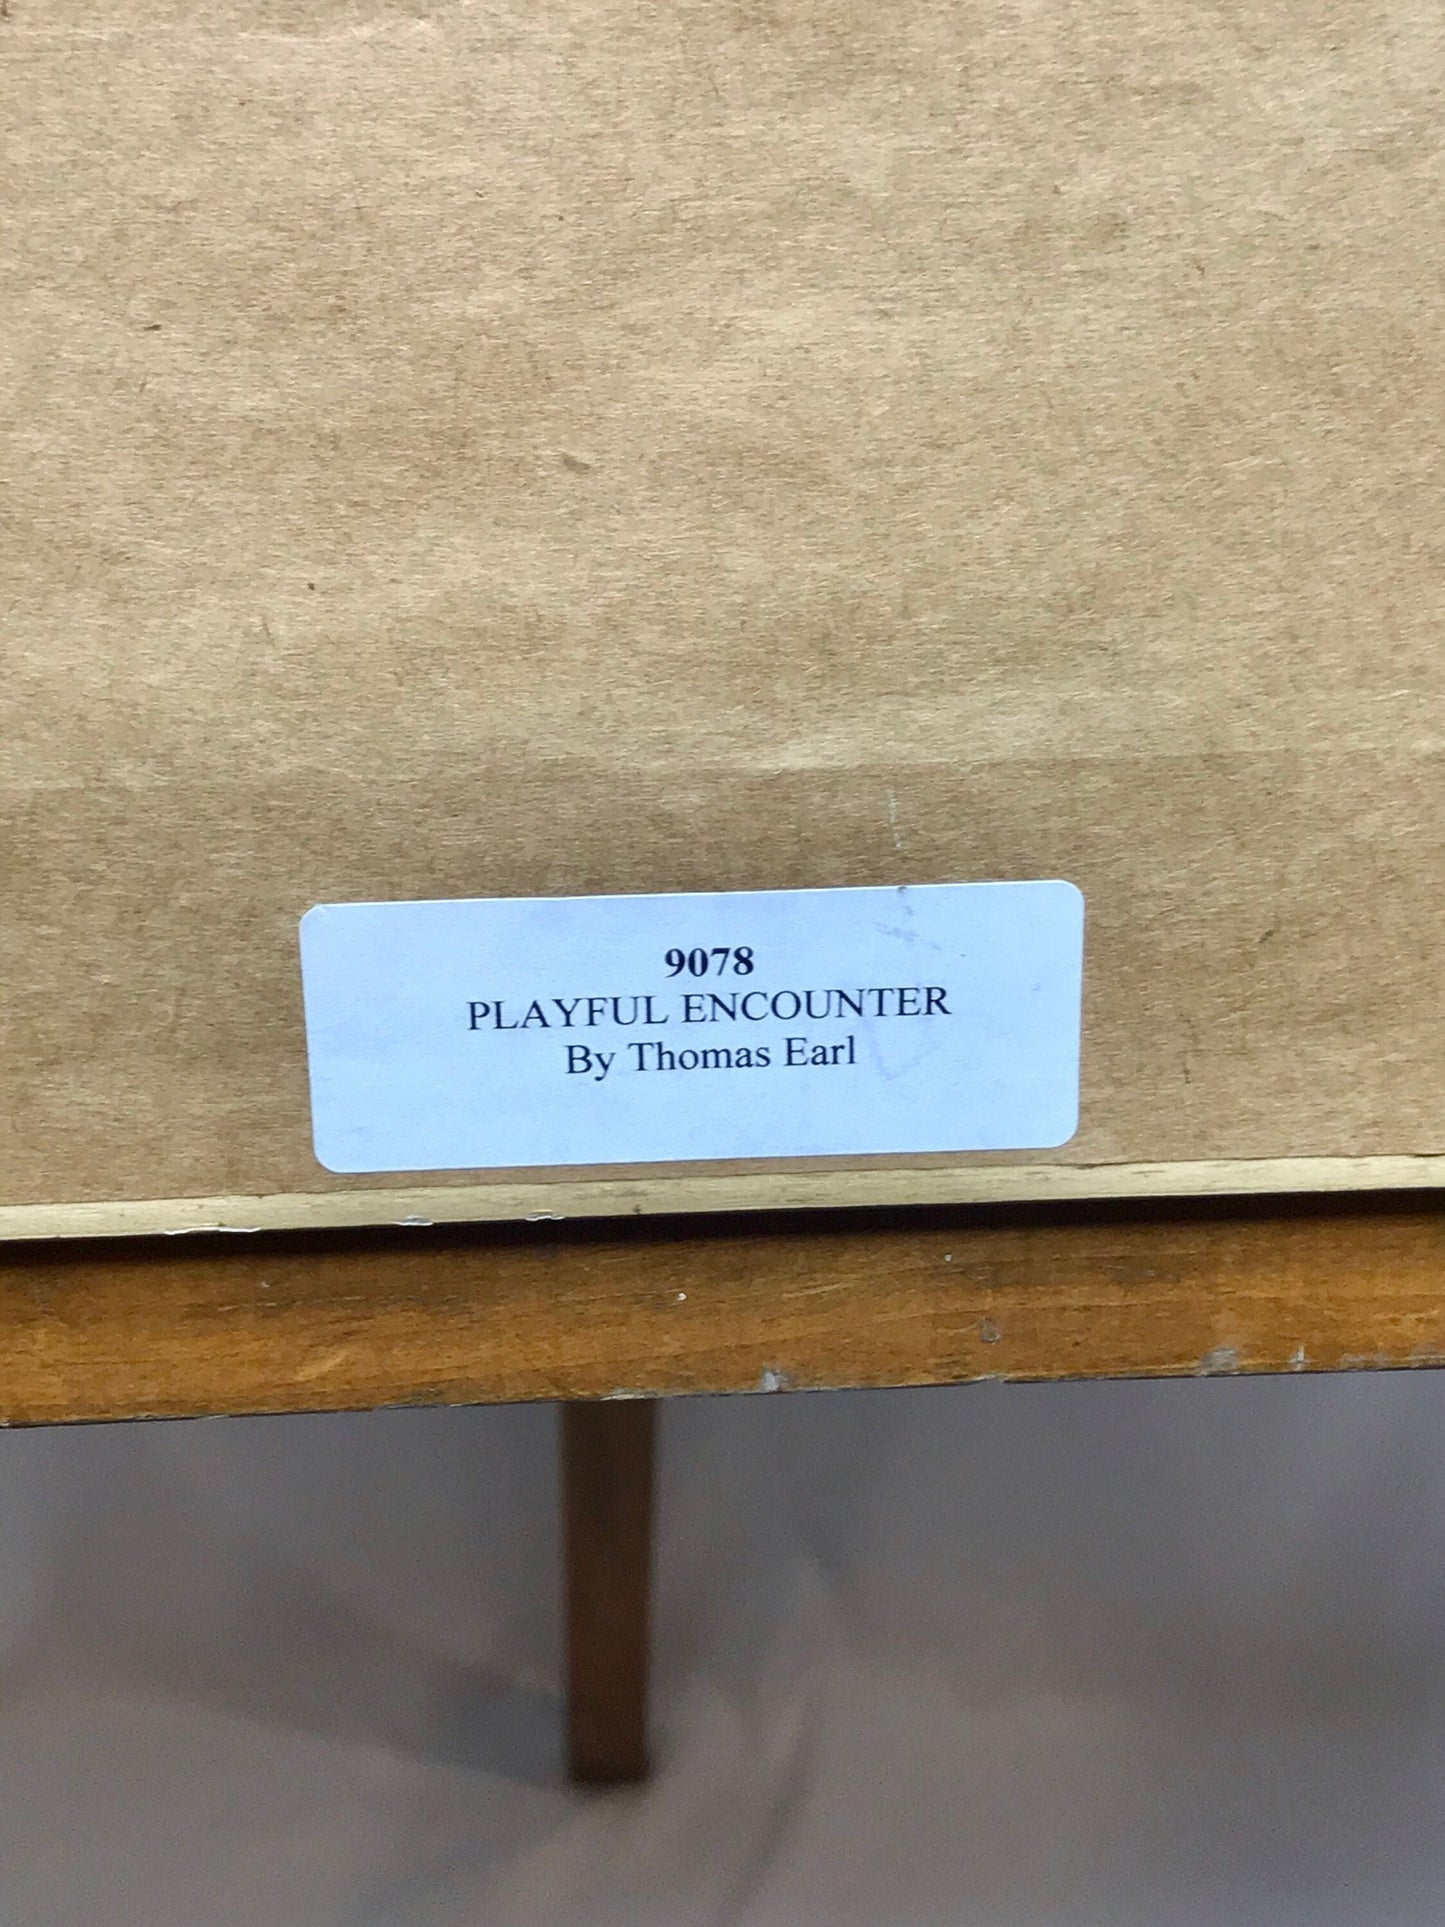 9078
PLAYFUL ENCOUNTER
By Thomas Earl